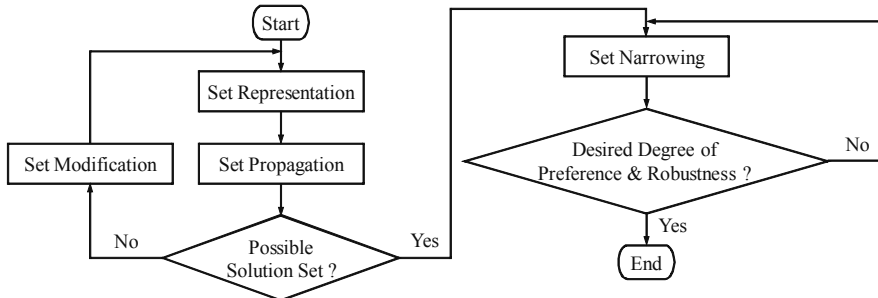 Start
Set Representation
Set Modification
Set Propagation
No
Possible
Solution Set ?
Yes
Set Narrowing
Desired Degree of
Preference & Robustness ?
No
Yes
End